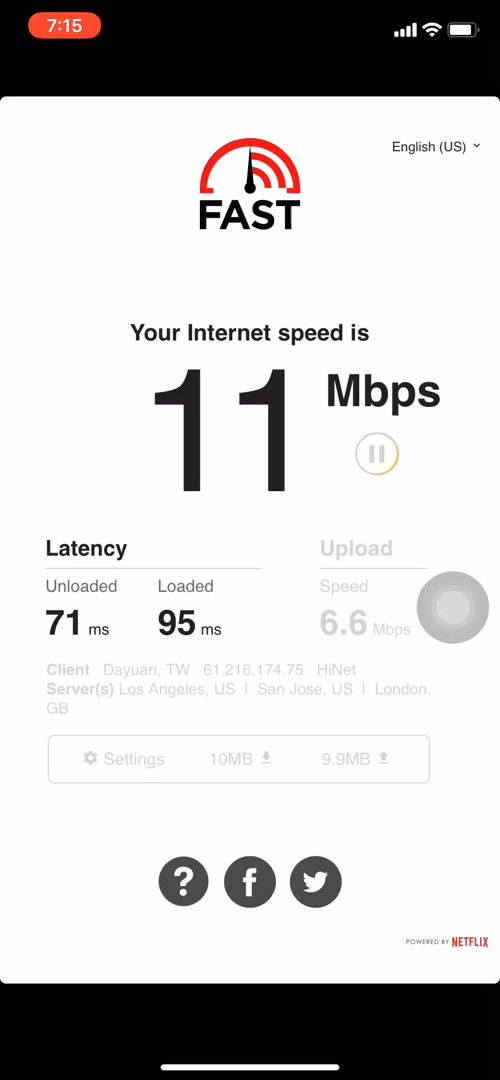 7:15
English (US)
FAST
Your Internet speed is
11 Mbps
Latency Upload
Unloaded Loaded Speed
71 ms 95 ms 6.6 Mbps
Client Dayuan, TW 61.216.174.75 HiNet
Server(s) Los Angeles, US | San Jose, US | London,
GB
Settings 10MB 9.9MB
?
POWERED BY NETFLIX